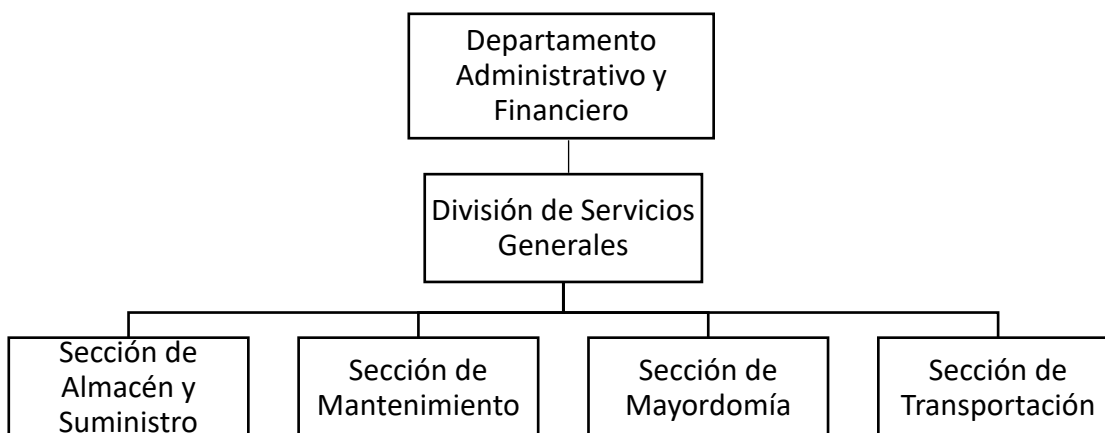 Departamento
Administrativo y
Financiero
División de Servicios
Generales
Sección de
Almacén y
Suministro
Sección de
Mantenimiento
Sección de
Mayordomía
Sección de
Transportación